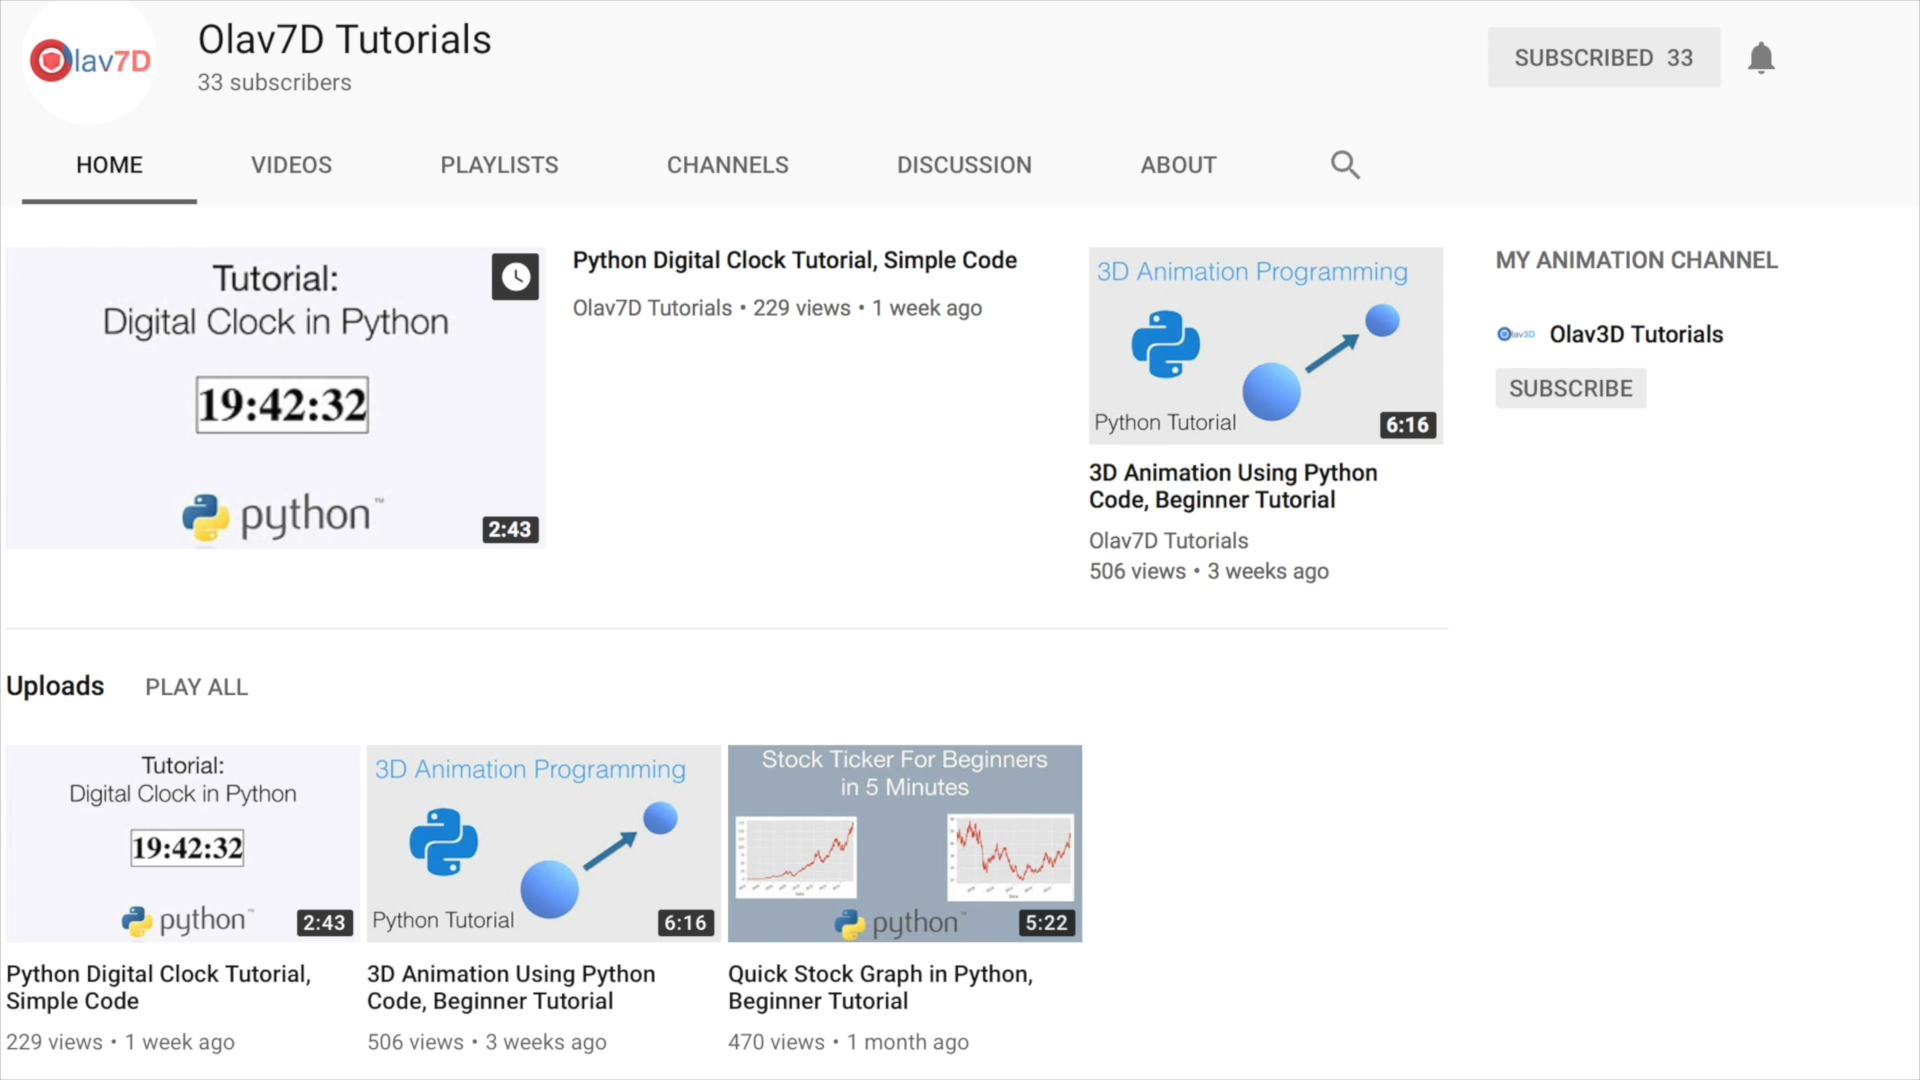 Olav7D
Olav7D Tutorials
33 subscribers
SUBSCRIBED 33
HOME
VIDEOS
PLAYLISTS
CHANNELS
DISCUSSION
ABOUT
Tutorial:
Digital Clock in Python
19:42:32
python™
2:43
Python Digital Clock Tutorial, Simple Code
Olav7D Tutorials • 229 views • 1 week ago
3D Animation Programming
Python Tutorial
6:16
3D Animation Using Python
Code, Beginner Tutorial
Olav7D Tutorials
506 views • 3 weeks ago
MY ANIMATION CHANNEL
Olav3D
Olav3D Tutorials
SUBSCRIBE
Uploads
PLAY ALL
Tutorial:
Digital Clock in Python
19:42:32
python™
2:43
Python Digital Clock Tutorial,
Simple Code
229 views • 1 week ago
3D Animation Programming
Python Tutorial
6:16
3D Animation Using Python
Code, Beginner Tutorial
506 views • 3 weeks ago
Stock Ticker For Beginners
in 5 Minutes
python™
5:22
Quick Stock Graph in Python,
Beginner Tutorial
470 views • 1 month ago